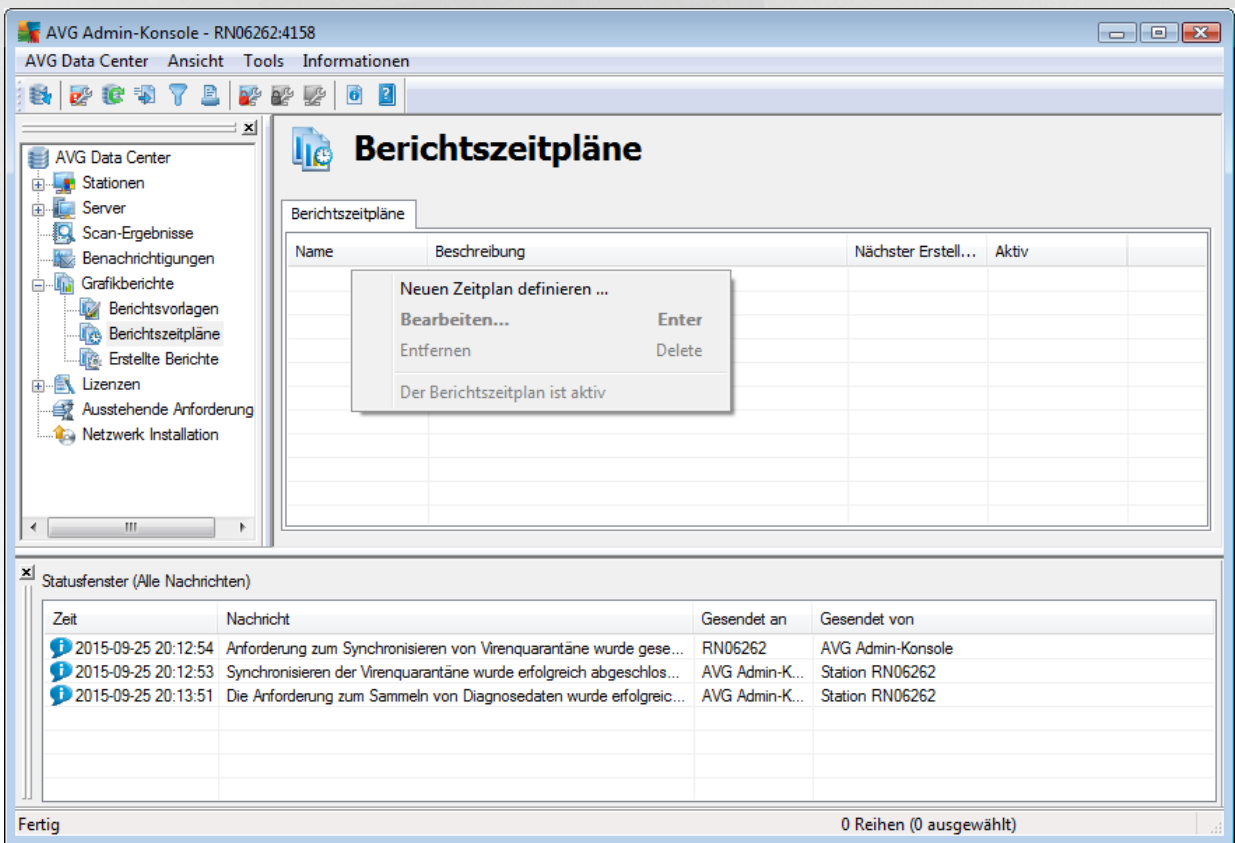 AVG Admin-Konsole - RN06262:4158
AVG Data Center Ansicht Tools Informationen
AVG Data Center
Stationen
Server
Scan-Ergebnisse
Benachrichtigungen
Grafikberichte
Berichtsvorlagen
Berichtszeitpläne
Erstellte Berichte
Lizenzen
Ausstehende Anforderung
Netzwerk Installation
Berichtszeitpläne
Berichtszeitpläne
Name Beschreibung Nächster Erstell... Aktiv
Neuen Zeitplan definieren ...
Bearbeiten... Enter
Entfernen Delete
Der Berichtszeitplan ist aktiv
Statusfenster (Alle Nachrichten)
Zeit Nachricht Gesendet an Gesendet von
2015-09-25 20:12:54 Anforderung zum Synchronisieren von Virenquarantäne wurde gese... RN06262 AVG Admin-Konsole
2015-09-25 20:12:53 Synchronisieren der Virenquarantäne wurde erfolgreich abgeschlos... AVG Admin-K... Station RN06262
2015-09-25 20:13:51 Die Anforderung zum Sammeln von Diagnosedaten wurde erfolgreic... AVG Admin-K... Station RN06262
Fertig 0 Reihen (0 ausgewählt)